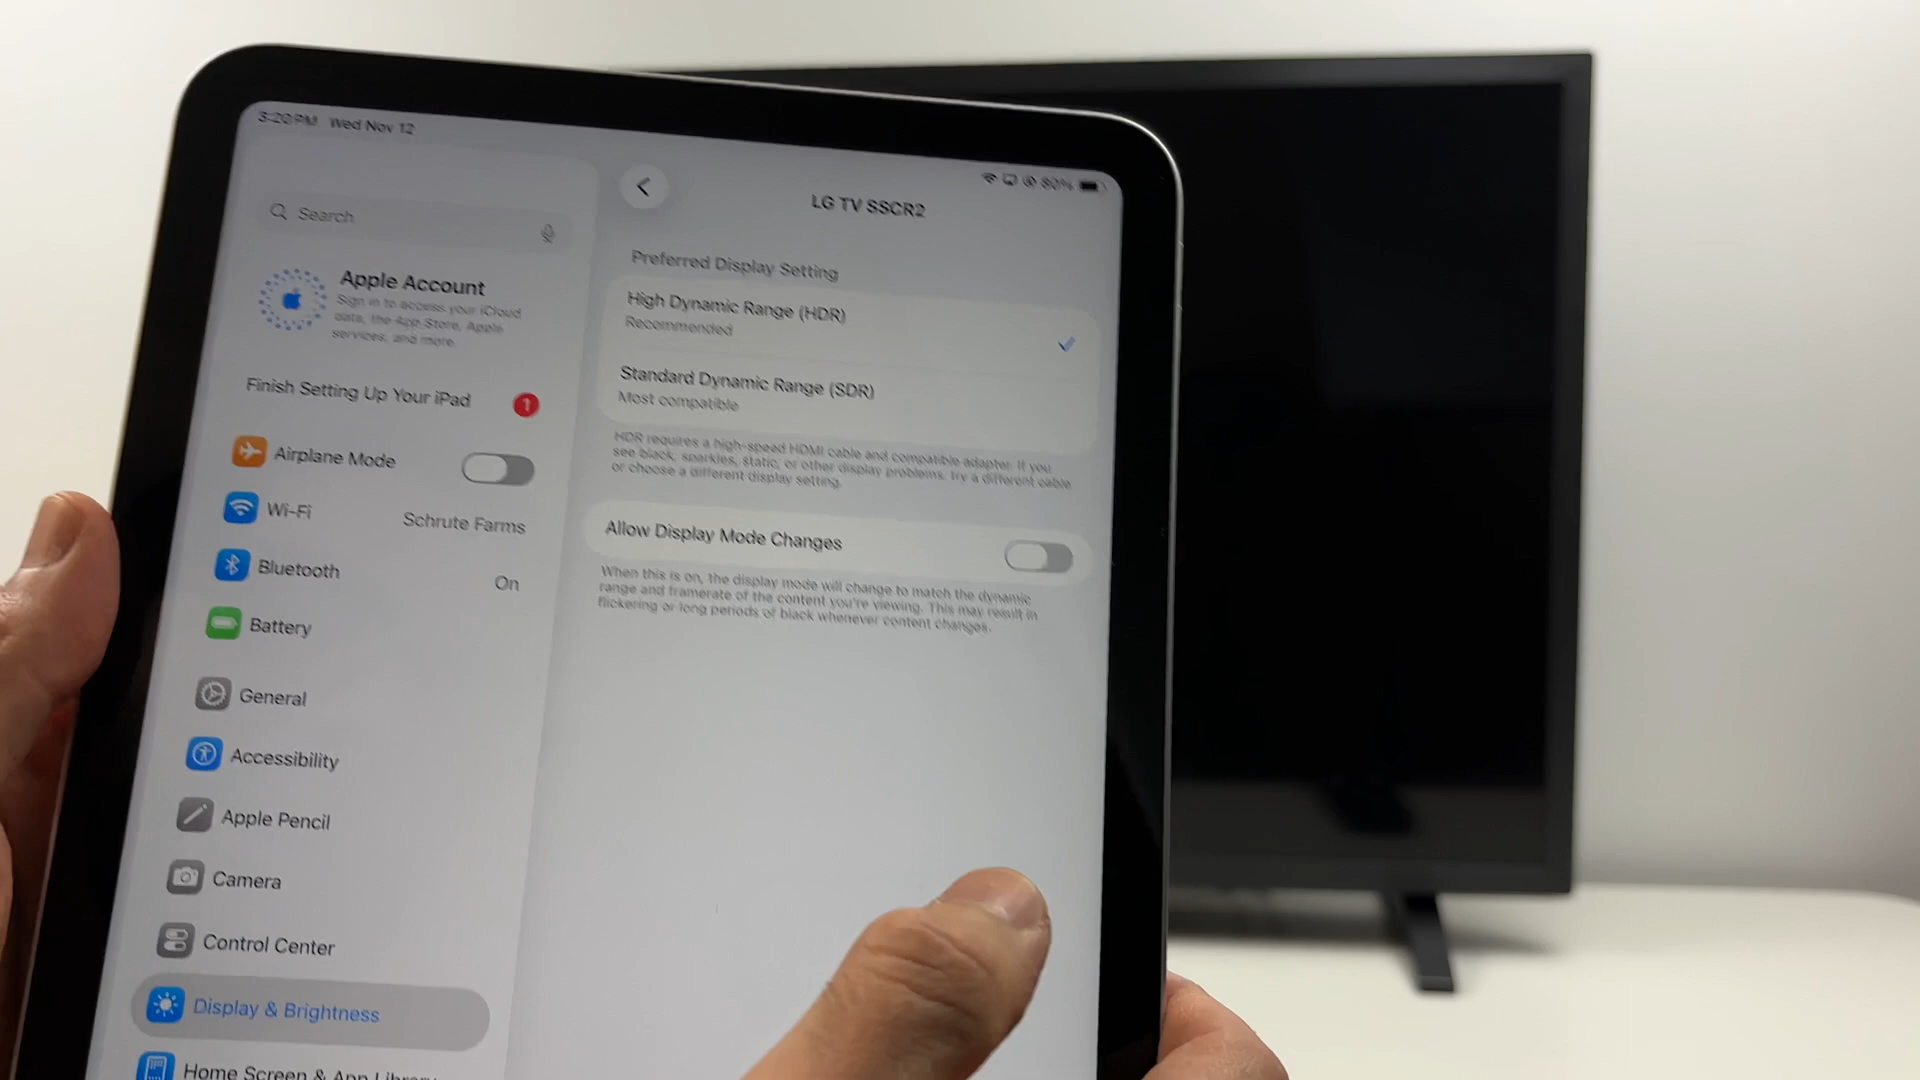 3:20 PM Wed Nov 12
80%
Search
Apple Account
Sign in to access your iCloud
data, the App Store, Apple
services, and more.
Finish Setting Up Your iPad
1
Airplane Mode
Wi-Fi
Schrute Farms
Bluetooth
On
Battery
General
Accessibility
Apple Pencil
Camera
Control Center
Display & Brightness
Home Screen & App Library
LG TV SSCR2
Preferred Display Setting
High Dynamic Range (HDR)
Recommended
Standard Dynamic Range (SDR)
Most compatible
HDR requires a high-speed HDMI cable and compatible adapter. If you
see black, sparkles, static, or other display problems, try a different cable
or choose a different display setting.
Allow Display Mode Changes
When this is on, the display mode will change to match the dynamic
range and framerate of the content you're viewing. This may result in
flickering or long periods of black whenever content changes.